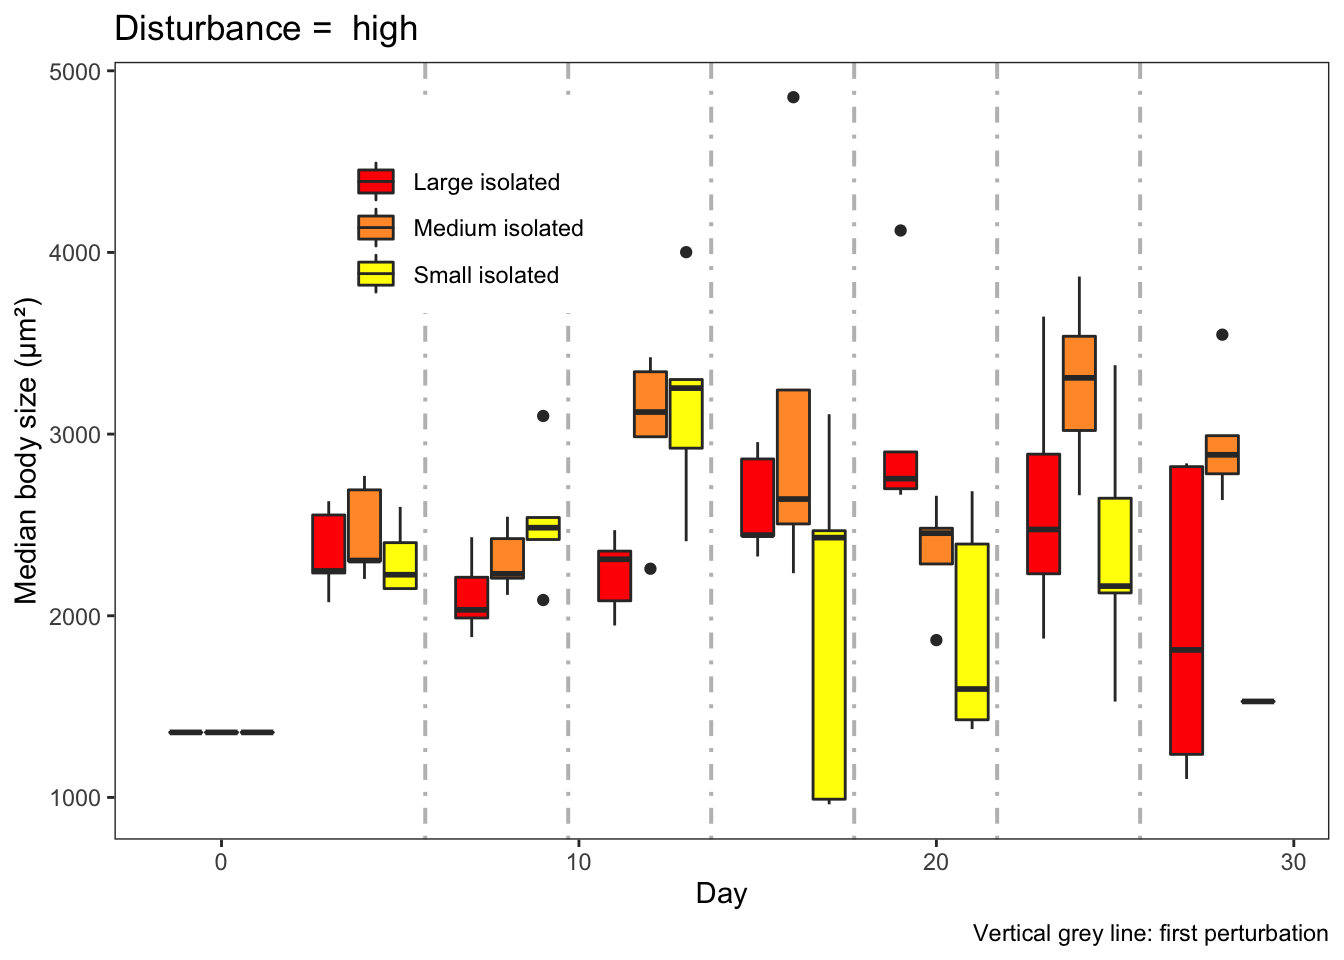 Disturbance =  high
5000
4000
3000
2000
1000
Median body size (µm²)
Large isolated
Medium isolated
Small isolated
0
10
20
30
Day
Vertical grey line: first perturbation